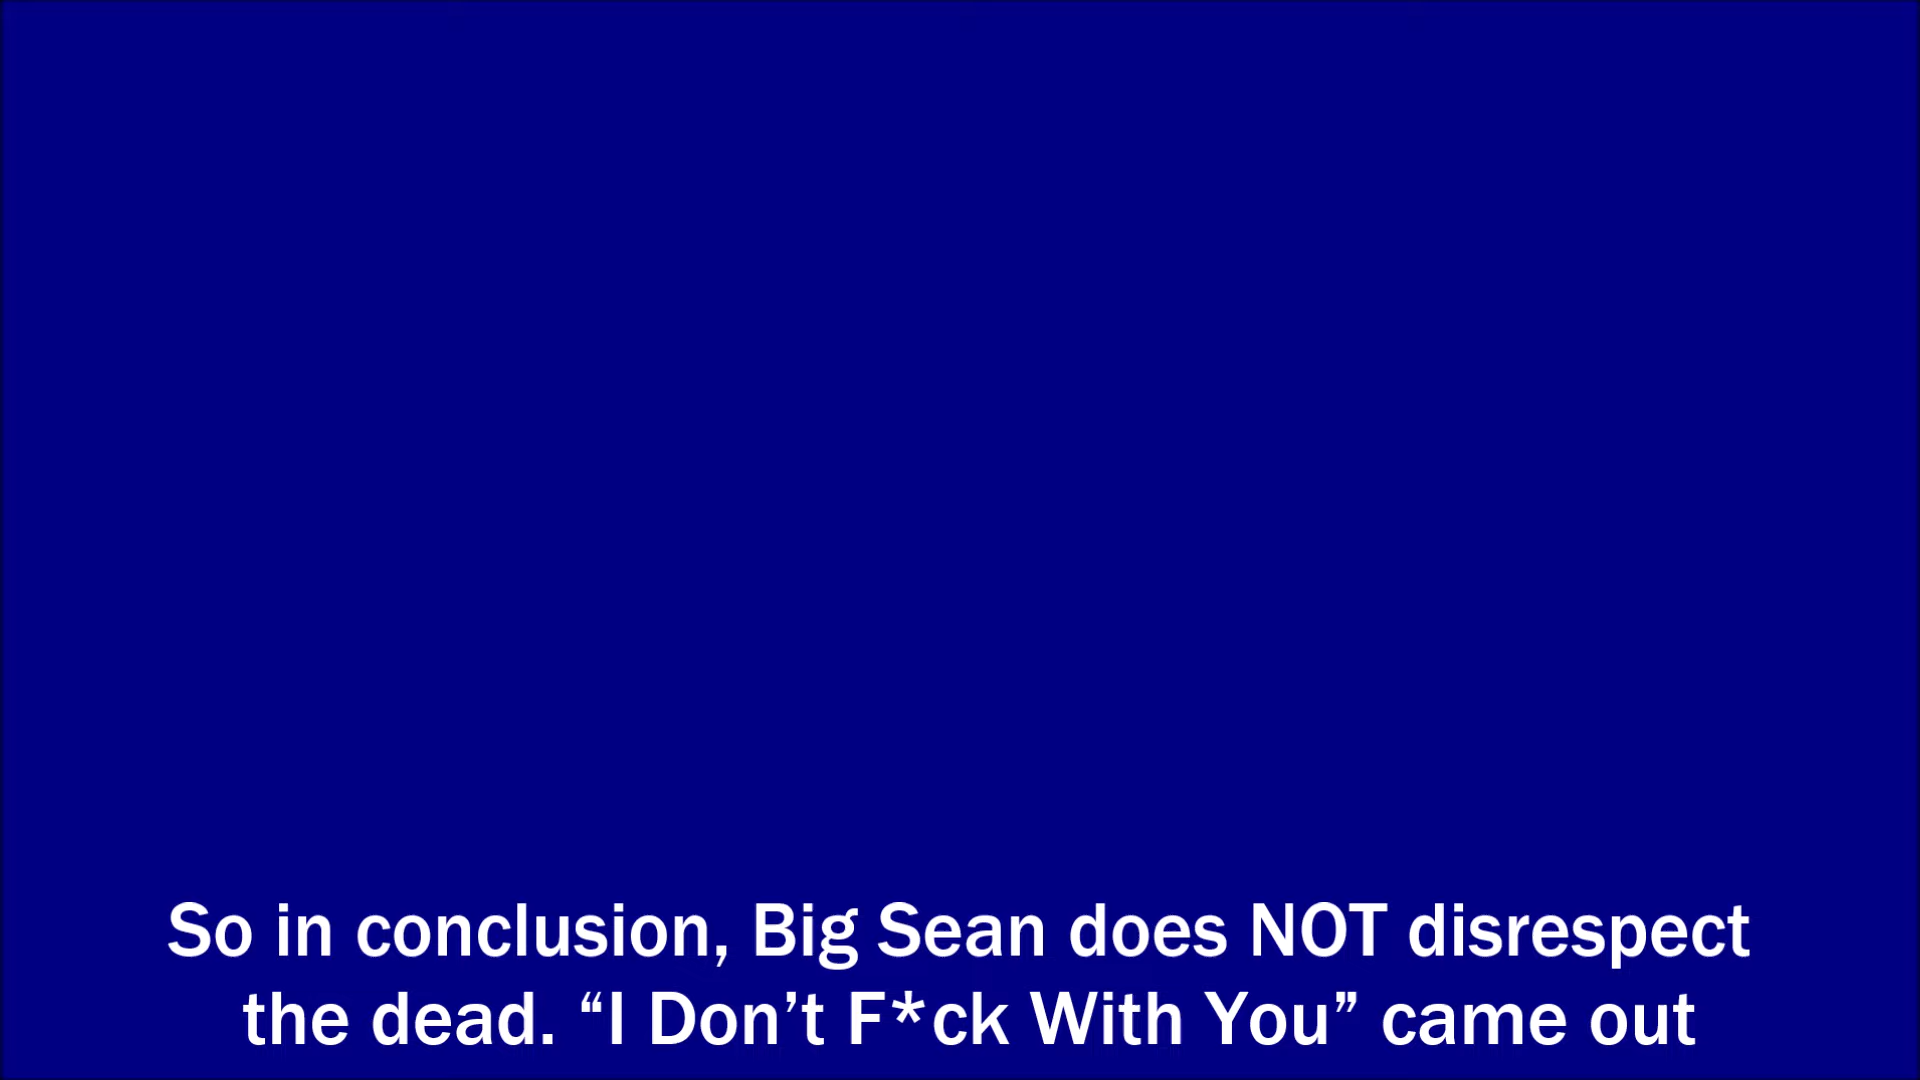 So in conclusion, Big Sean does NOT disrespect
the dead. “I Don’t F*ck With You” came out